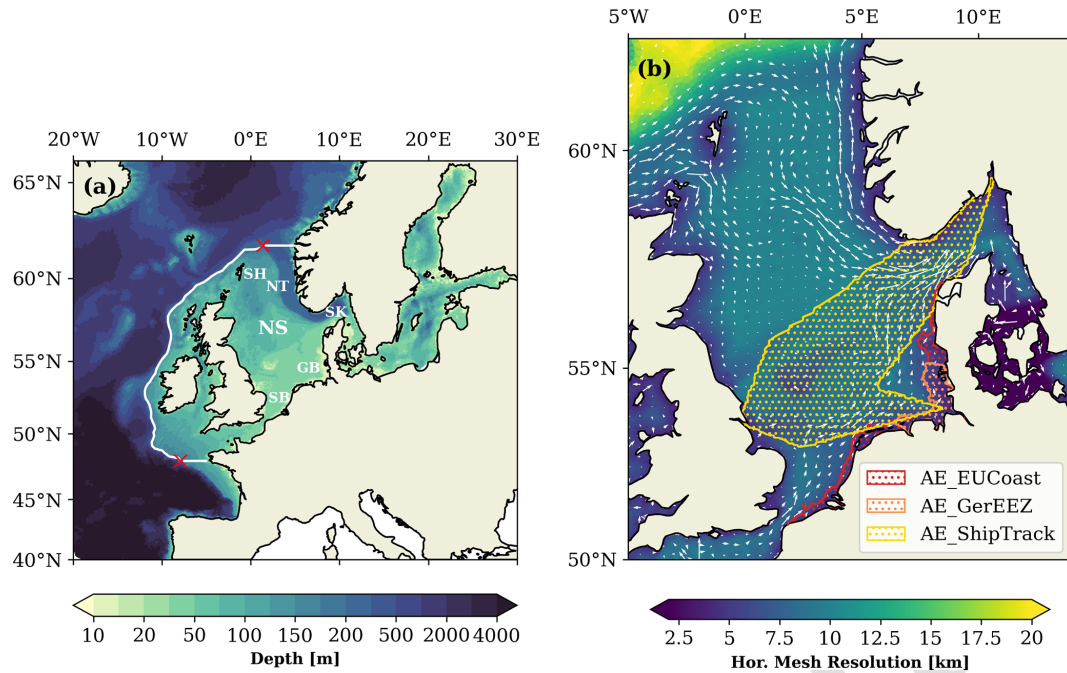 5°W 0°E 5°E 10°E
20°W 10°W 0°E 10°E 20°E 30°E
(a)
(b)
65°N
60°N
55°N
50°N
45°N
40°N
SH
NT
SK
NS
GB
SB
60°N
55°N
50°N
AE_EUCoast
AE_GerEEZ
AE_ShipTrack
10 20 50 100 150 200 500 2000 4000
Depth [m]
2.5 5 7.5 10 12.5 15 17.5 20
Hor. Mesh Resolution [km]